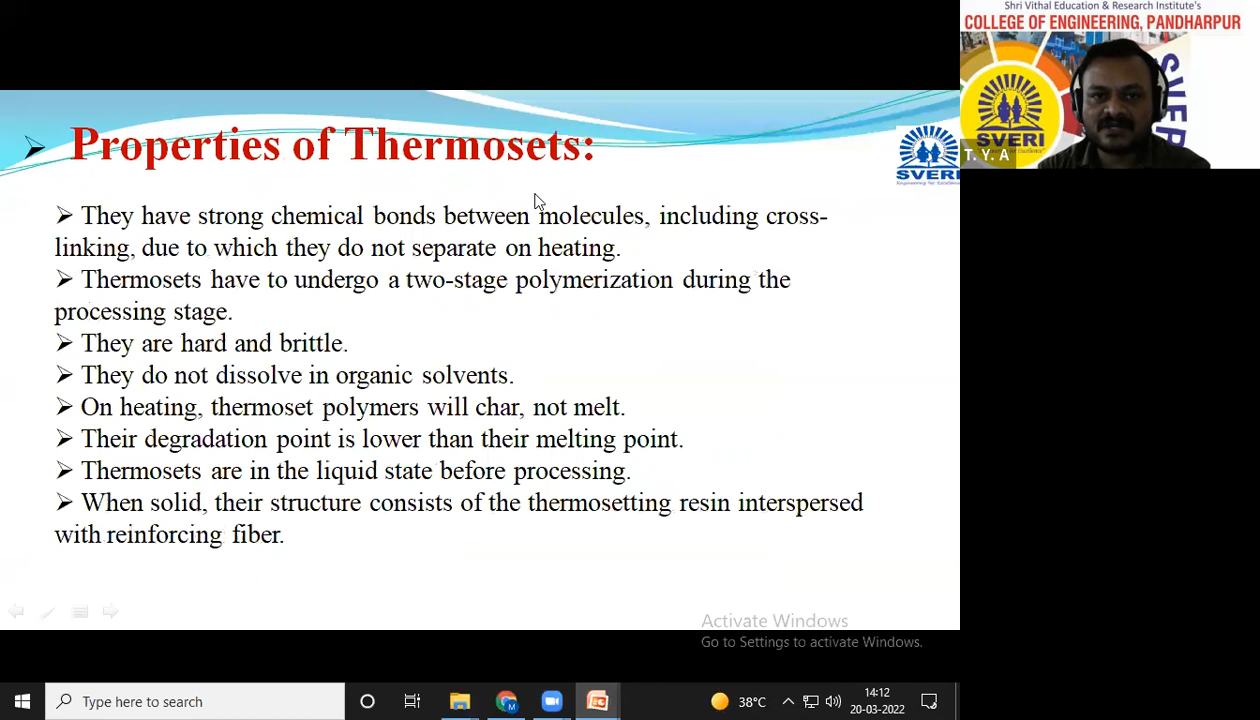 Shri Vithal Education & Research Institute's
COLLEGE OF ENGINEERING, PANDHARPUR
SVERI
T. Y. A
➢ Properties of Thermosets:
SVERI
Engineering for Excellence
➢ They have strong chemical bonds between molecules, including cross-
linking, due to which they do not separate on heating.
➢ Thermosets have to undergo a two-stage polymerization during the
processing stage.
➢ They are hard and brittle.
➢ They do not dissolve in organic solvents.
➢ On heating, thermoset polymers will char, not melt.
➢ Their degradation point is lower than their melting point.
➢ Thermosets are in the liquid state before processing.
➢ When solid, their structure consists of the thermosetting resin interspersed
with reinforcing fiber.
Activate Windows
Go to Settings to activate Windows.
Type here to search
38°C
14:12
20-03-2022